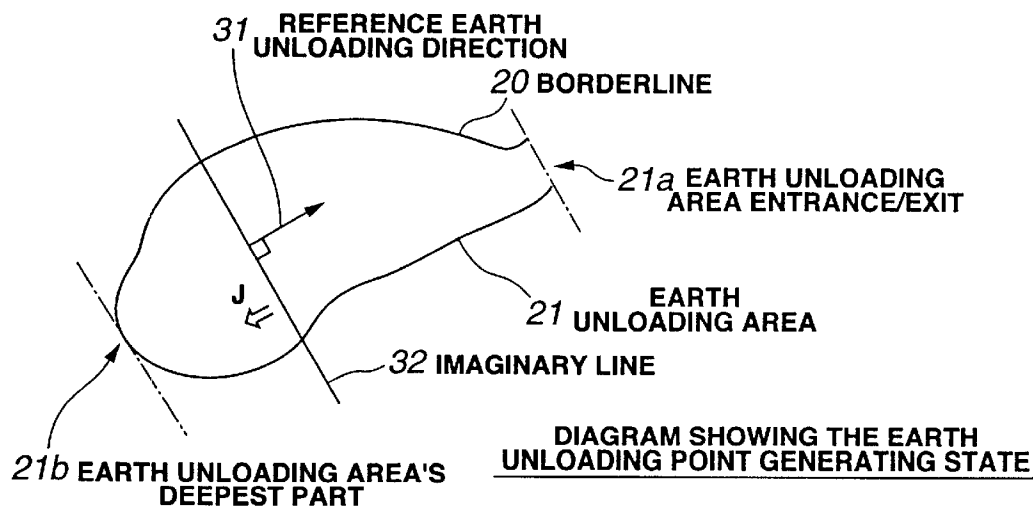 31 REFERENCE EARTH
UNLOADING DIRECTION
20 BORDERLINE
21a EARTH UNLOADING
AREA ENTRANCE/EXIT
J
21 EARTH
UNLOADING AREA
32 IMAGINARY LINE
21b EARTH UNLOADING AREA'S
DEEPEST PART
DIAGRAM SHOWING THE EARTH
UNLOADING POINT GENERATING STATE